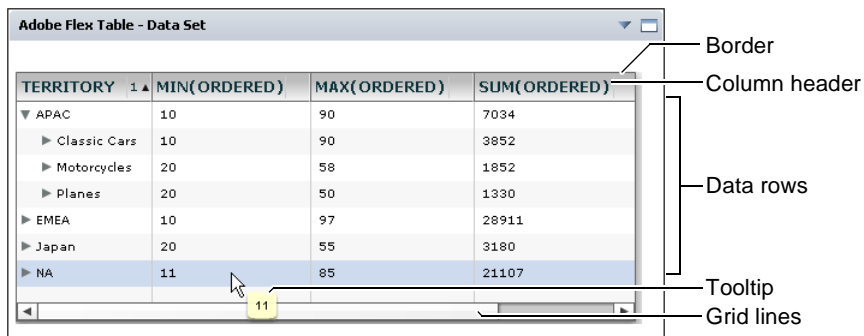 Adobe Flex Table - Data Set
Border
Column header
TERRITORY 1 MIN(ORDERED) MAX(ORDERED) SUM(ORDERED)
APAC 10 90 7034
Classic Cars 10 90 3852
Motorcycles 20 58 1852
Planes 20 50 1330
Data rows
EMEA 10 97 28911
Japan 20 55 3180
NA 11 85 21107
Tooltip
11
Grid lines